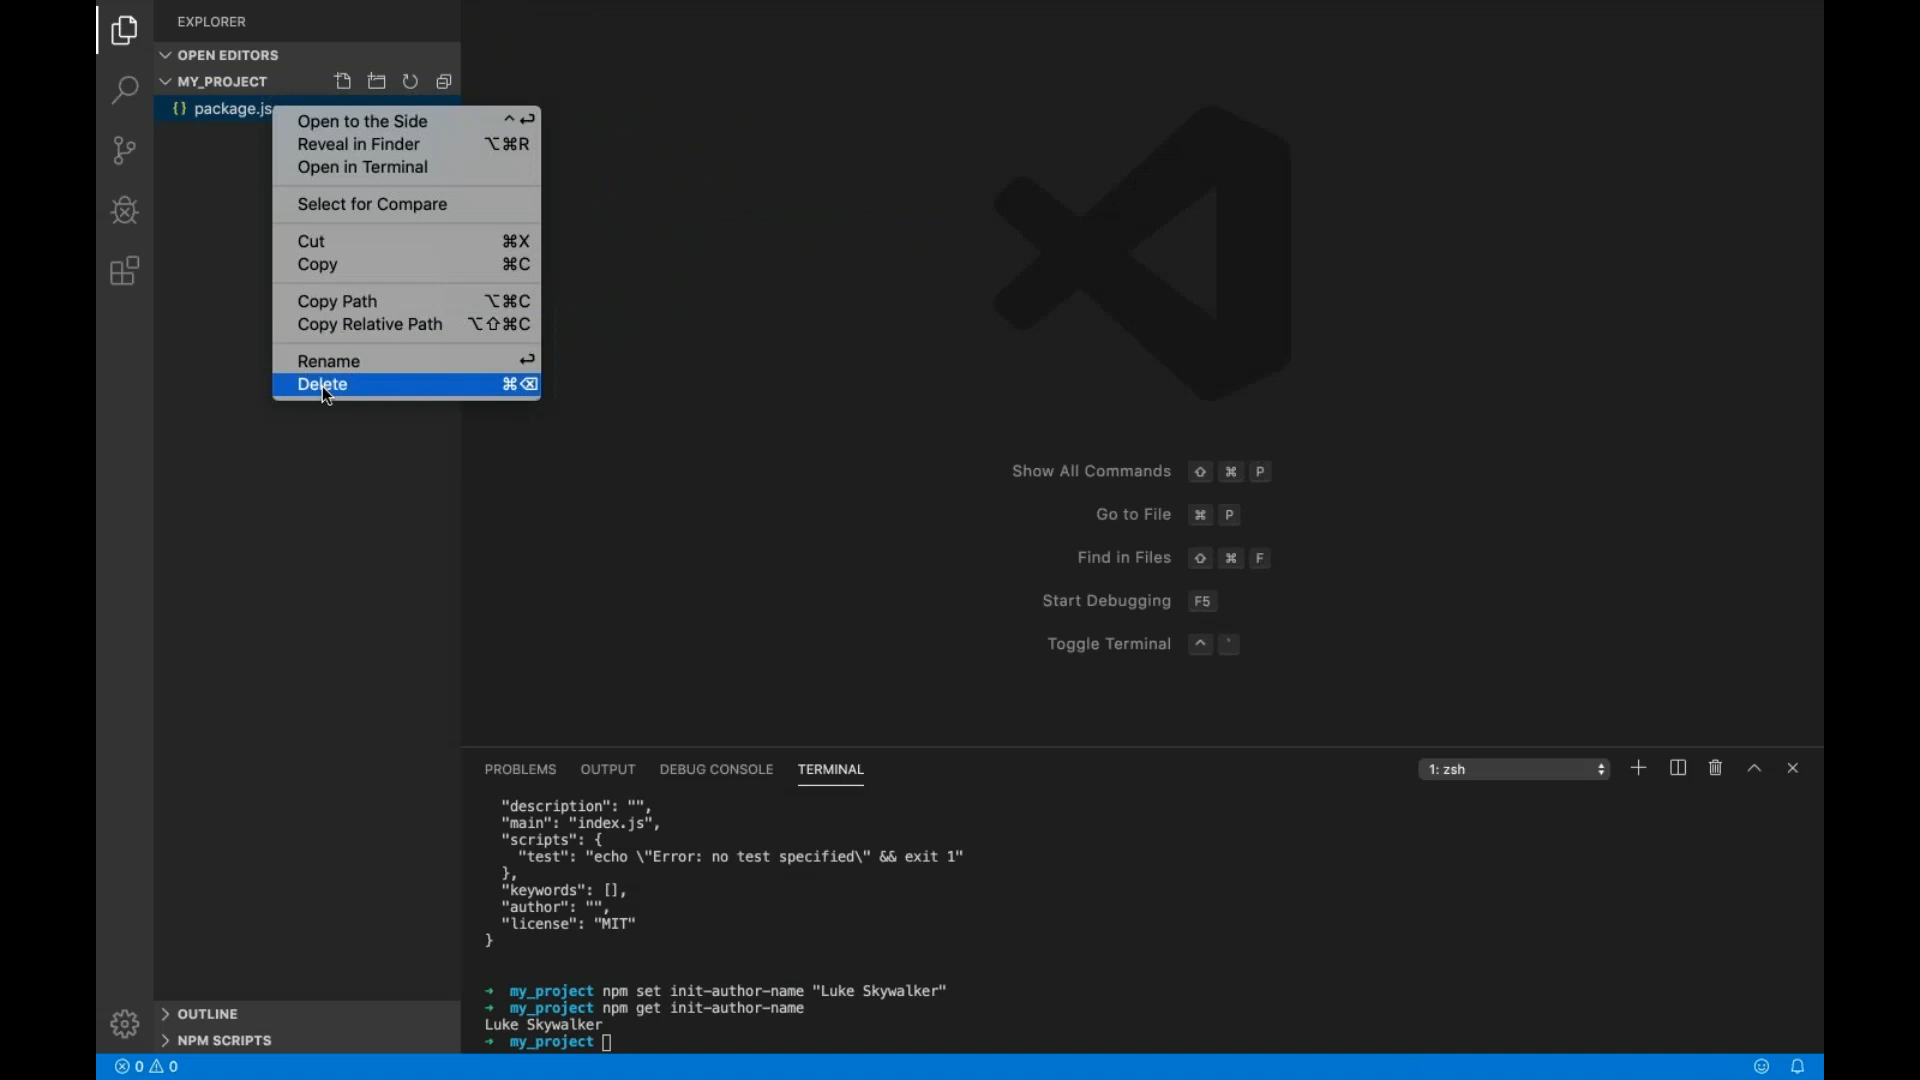 EXPLORER
OPEN EDITORS
MY_PROJECT
{} package.js
Open to the Side ^ ↩
Reveal in Finder ⌥⌘R
Open in Terminal
Select for Compare
Cut ⌘X
Copy ⌘C
Copy Path ⌥⌘C
Copy Relative Path ⌥⇧⌘C
Rename ↩
Delete ⌘⌫
Show All Commands ⇧ ⌘ P
Go to File ⌘ P
Find in Files ⇧ ⌘ F
Start Debugging F5
Toggle Terminal ^ `
PROBLEMS OUTPUT DEBUG CONSOLE TERMINAL 1: zsh
"description": "",
"main": "index.js",
"scripts": {
"test": "echo \"Error: no test specified\" && exit 1"
},
"keywords": [],
"author": "",
"license": "MIT"
}
→ my_project npm set init-author-name "Luke Skywalker"
→ my_project npm get init-author-name
Luke Skywalker
→ my_project
OUTLINE
NPM SCRIPTS
0 0